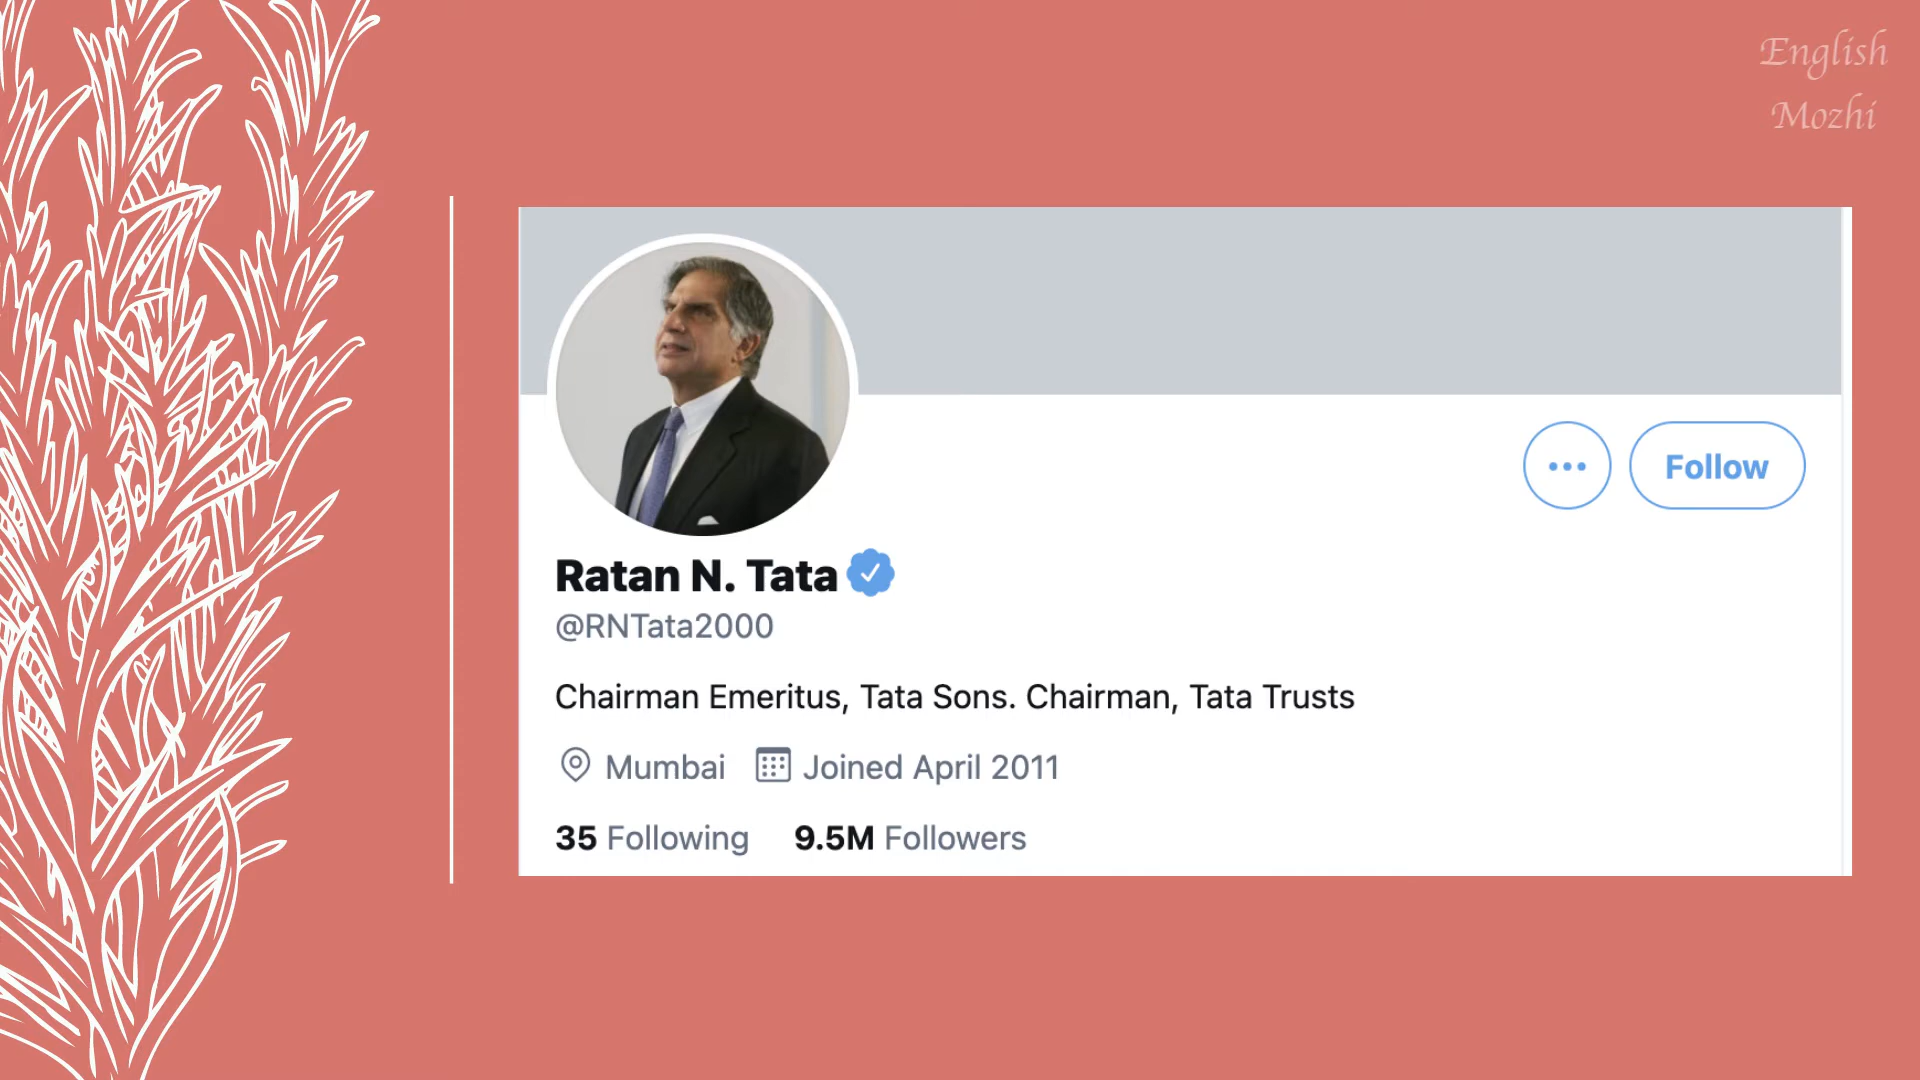 English
Mozhi
Follow
Ratan N. Tata
@RNTata2000
Chairman Emeritus, Tata Sons. Chairman, Tata Trusts
Mumbai Joined April 2011
35 Following 9.5M Followers